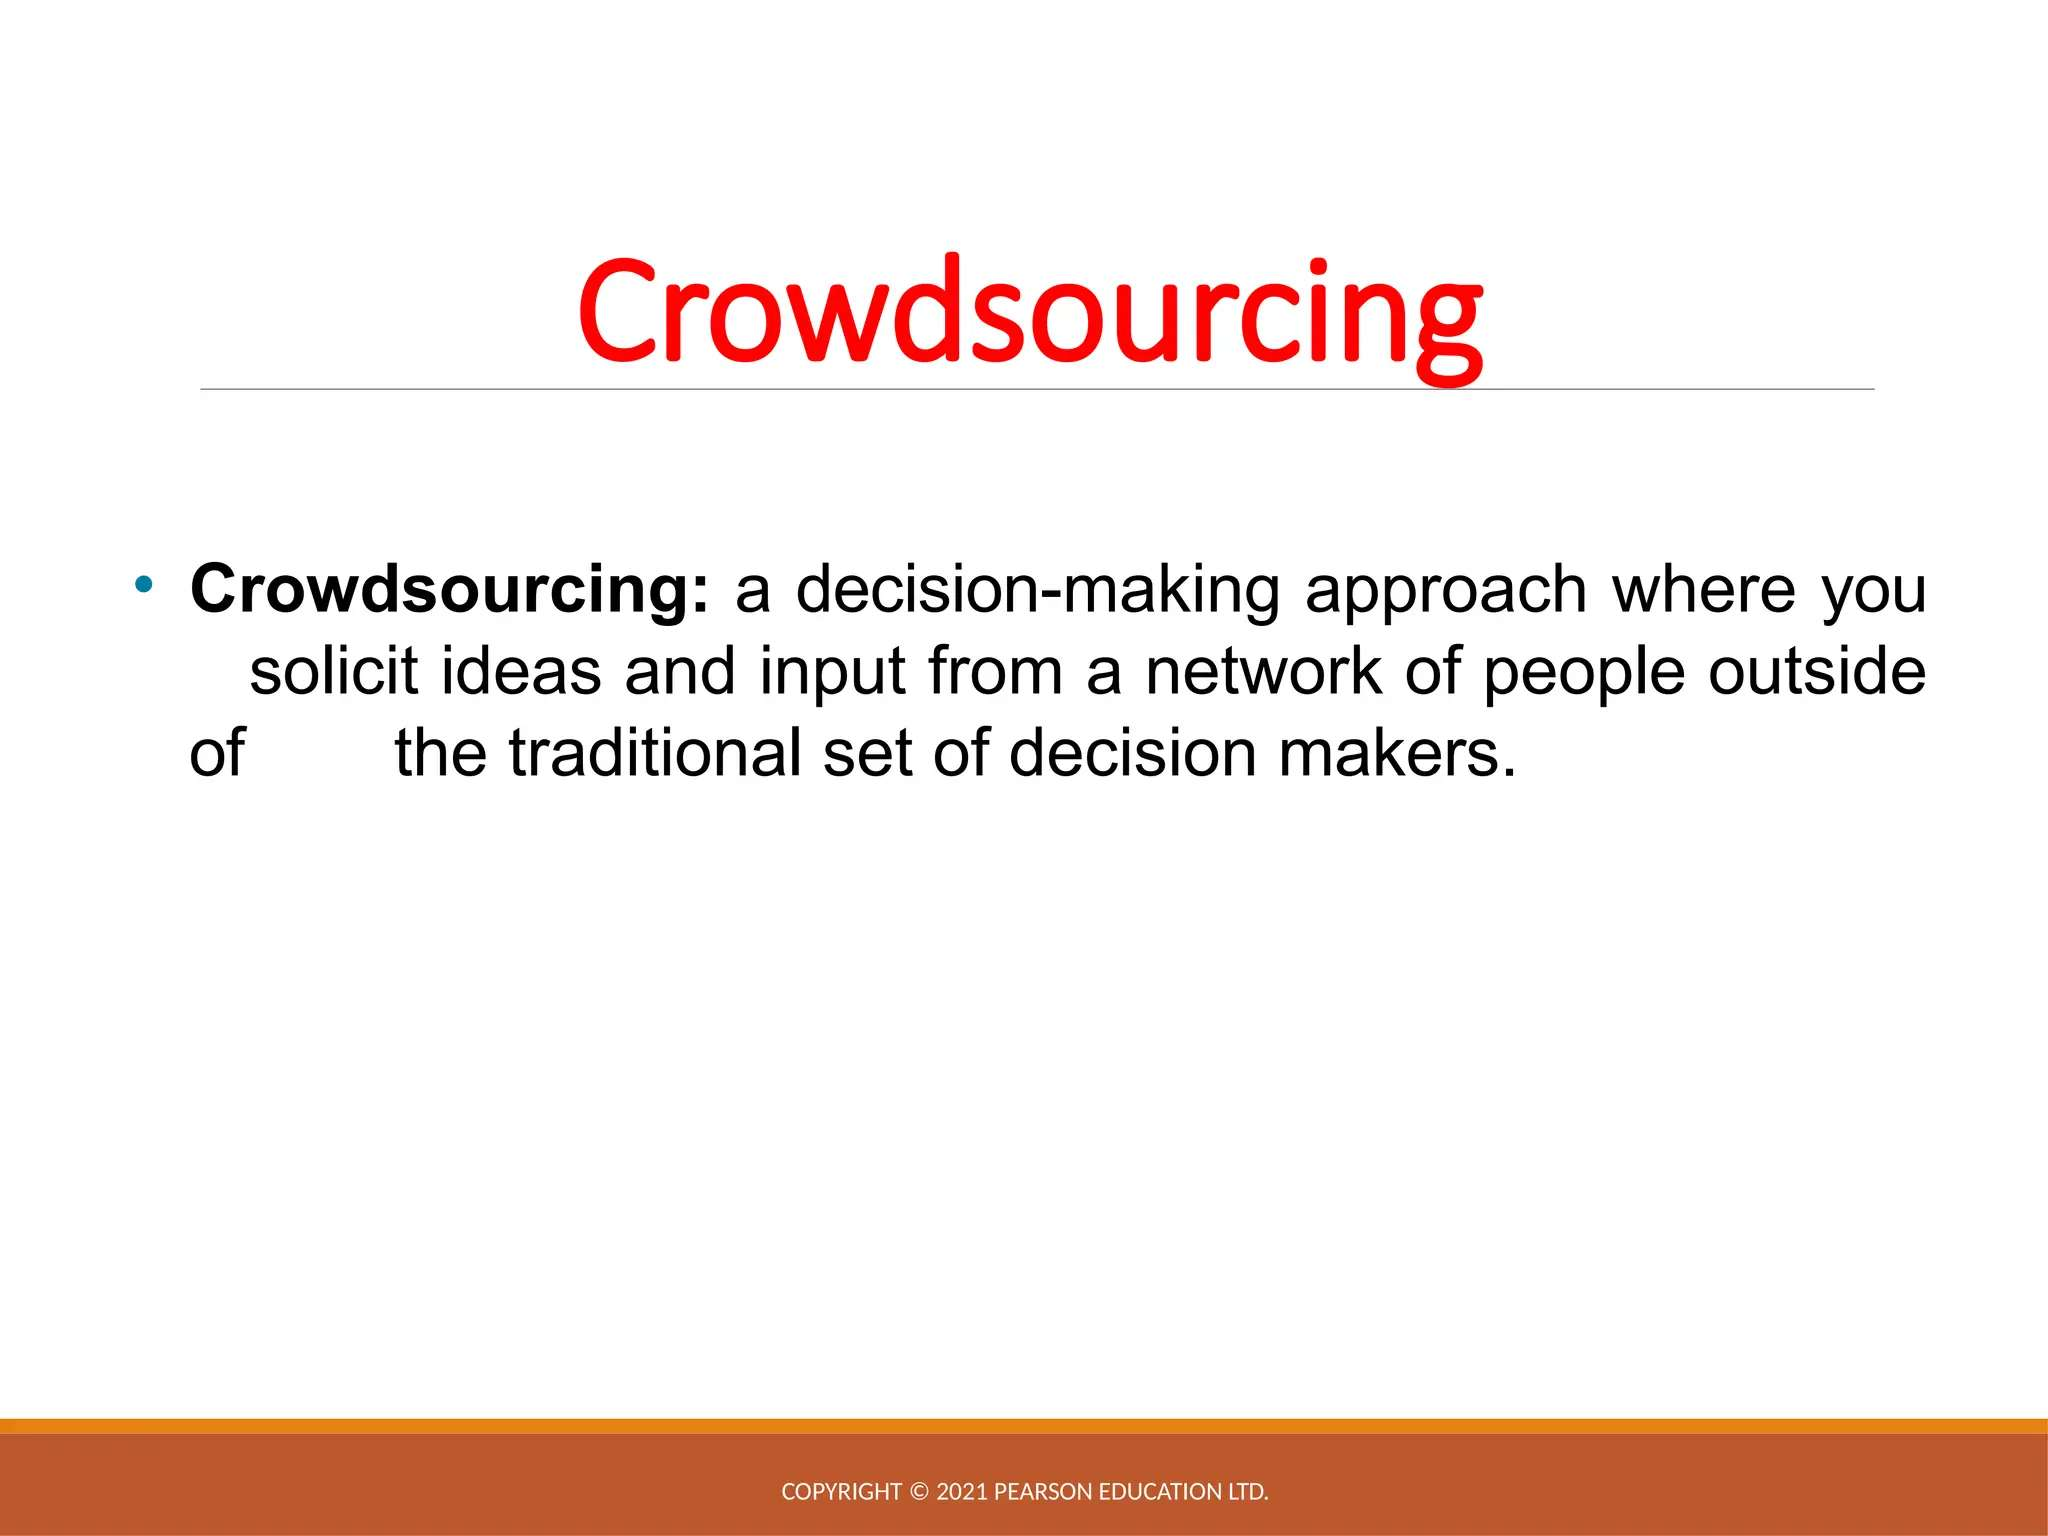 Crowdsourcing
• Crowdsourcing: a decision-making approach where you
solicit ideas and input from a network of people outside
of the traditional set of decision makers.
COPYRIGHT © 2021 PEARSON EDUCATION LTD.